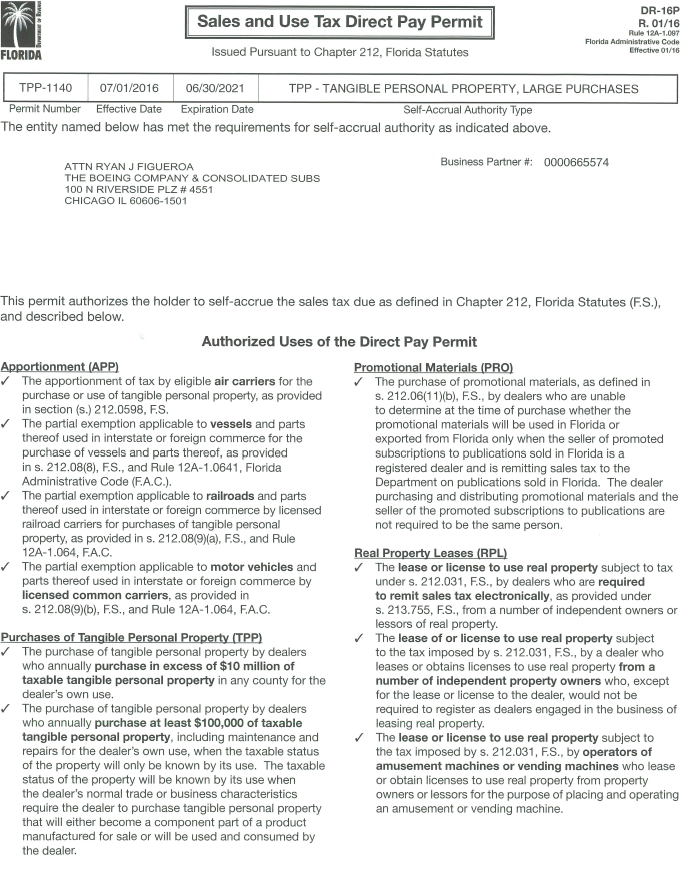 FLORIDA
DEPARTMENT OF REVENUE
Sales and Use Tax Direct Pay Permit
Issued Pursuant to Chapter 212, Florida Statutes
DR-16P
R. 01/16
Rule 12A-1.097
Florida Administrative Code
Effective 01/16
TPP-1140 07/01/2016 06/30/2021 TPP - TANGIBLE PERSONAL PROPERTY, LARGE PURCHASES
Permit Number Effective Date Expiration Date Self-Accrual Authority Type
The entity named below has met the requirements for self-accrual authority as indicated above.
Business Partner #: 0000665574
ATTN RYAN J FIGUEROA
THE BOEING COMPANY & CONSOLIDATED SUBS
100 N RIVERSIDE PLZ # 4551
CHICAGO IL 60606-1501
This permit authorizes the holder to self-accrue the sales tax due as defined in Chapter 212, Florida Statutes (F.S.),
and described below.
Authorized Uses of the Direct Pay Permit
Apportionment (APP)
✓ The apportionment of tax by eligible air carriers for the
purchase or use of tangible personal property, as provided
in section (s.) 212.0598, F.S.
✓ The partial exemption applicable to vessels and parts
thereof used in interstate or foreign commerce for the
purchase of vessels and parts thereof, as provided
in s. 212.08(8), F.S., and Rule 12A-1.0641, Florida
Administrative Code (F.A.C.).
✓ The partial exemption applicable to railroads and parts
thereof used in interstate or foreign commerce by licensed
railroad carriers for purchases of tangible personal
property, as provided in s. 212.08(9)(a), F.S., and Rule
12A-1.064, F.A.C.
✓ The partial exemption applicable to motor vehicles and
parts thereof used in interstate or foreign commerce by
licensed common carriers, as provided in
s. 212.08(9)(b), F.S., and Rule 12A-1.064, F.A.C.
Purchases of Tangible Personal Property (TPP)
✓ The purchase of tangible personal property by dealers
who annually purchase in excess of $10 million of
taxable tangible personal property in any county for the
dealer's own use.
✓ The purchase of tangible personal property by dealers
who annually purchase at least $100,000 of taxable
tangible personal property, including maintenance and
repairs for the dealer's own use, when the taxable status
of the property will only be known by its use. The taxable
status of the property will be known by its use when
the dealer's normal trade or business characteristics
require the dealer to purchase tangible personal property
that will either become a component part of a product
manufactured for sale or will be used and consumed by
the dealer.
Promotional Materials (PRO)
✓ The purchase of promotional materials, as defined in
s. 212.06(11)(b), F.S., by dealers who are unable
to determine at the time of purchase whether the
promotional materials will be used in Florida or
exported from Florida only when the seller of promoted
subscriptions to publications sold in Florida is a
registered dealer and is remitting sales tax to the
Department on publications sold in Florida. The dealer
purchasing and distributing promotional materials and the
seller of the promoted subscriptions to publications are
not required to be the same person.
Real Property Leases (RPL)
✓ The lease or license to use real property subject to tax
under s. 212.031, F.S., by dealers who are required
to remit sales tax electronically, as provided under
s. 213.755, F.S., from a number of independent owners or
lessors of real property.
✓ The lease of or license to use real property subject
to the tax imposed by s. 212.031, F.S., by a dealer who
leases or obtains licenses to use real property from a
number of independent property owners who, except
for the lease or license to the dealer, would not be
required to register as dealers engaged in the business of
leasing real property.
✓ The lease or license to use real property subject to
the tax imposed by s. 212.031, F.S., by operators of
amusement machines or vending machines who lease
or obtain licenses to use real property from property
owners or lessors for the purpose of placing and operating
an amusement or vending machine.